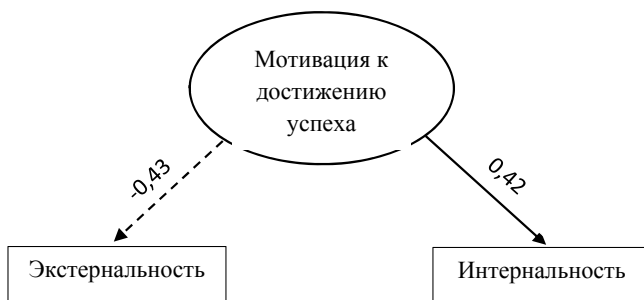 Мотивация к
достижению
успеха
-0,43
0,42
Экстернальность
Интернальность